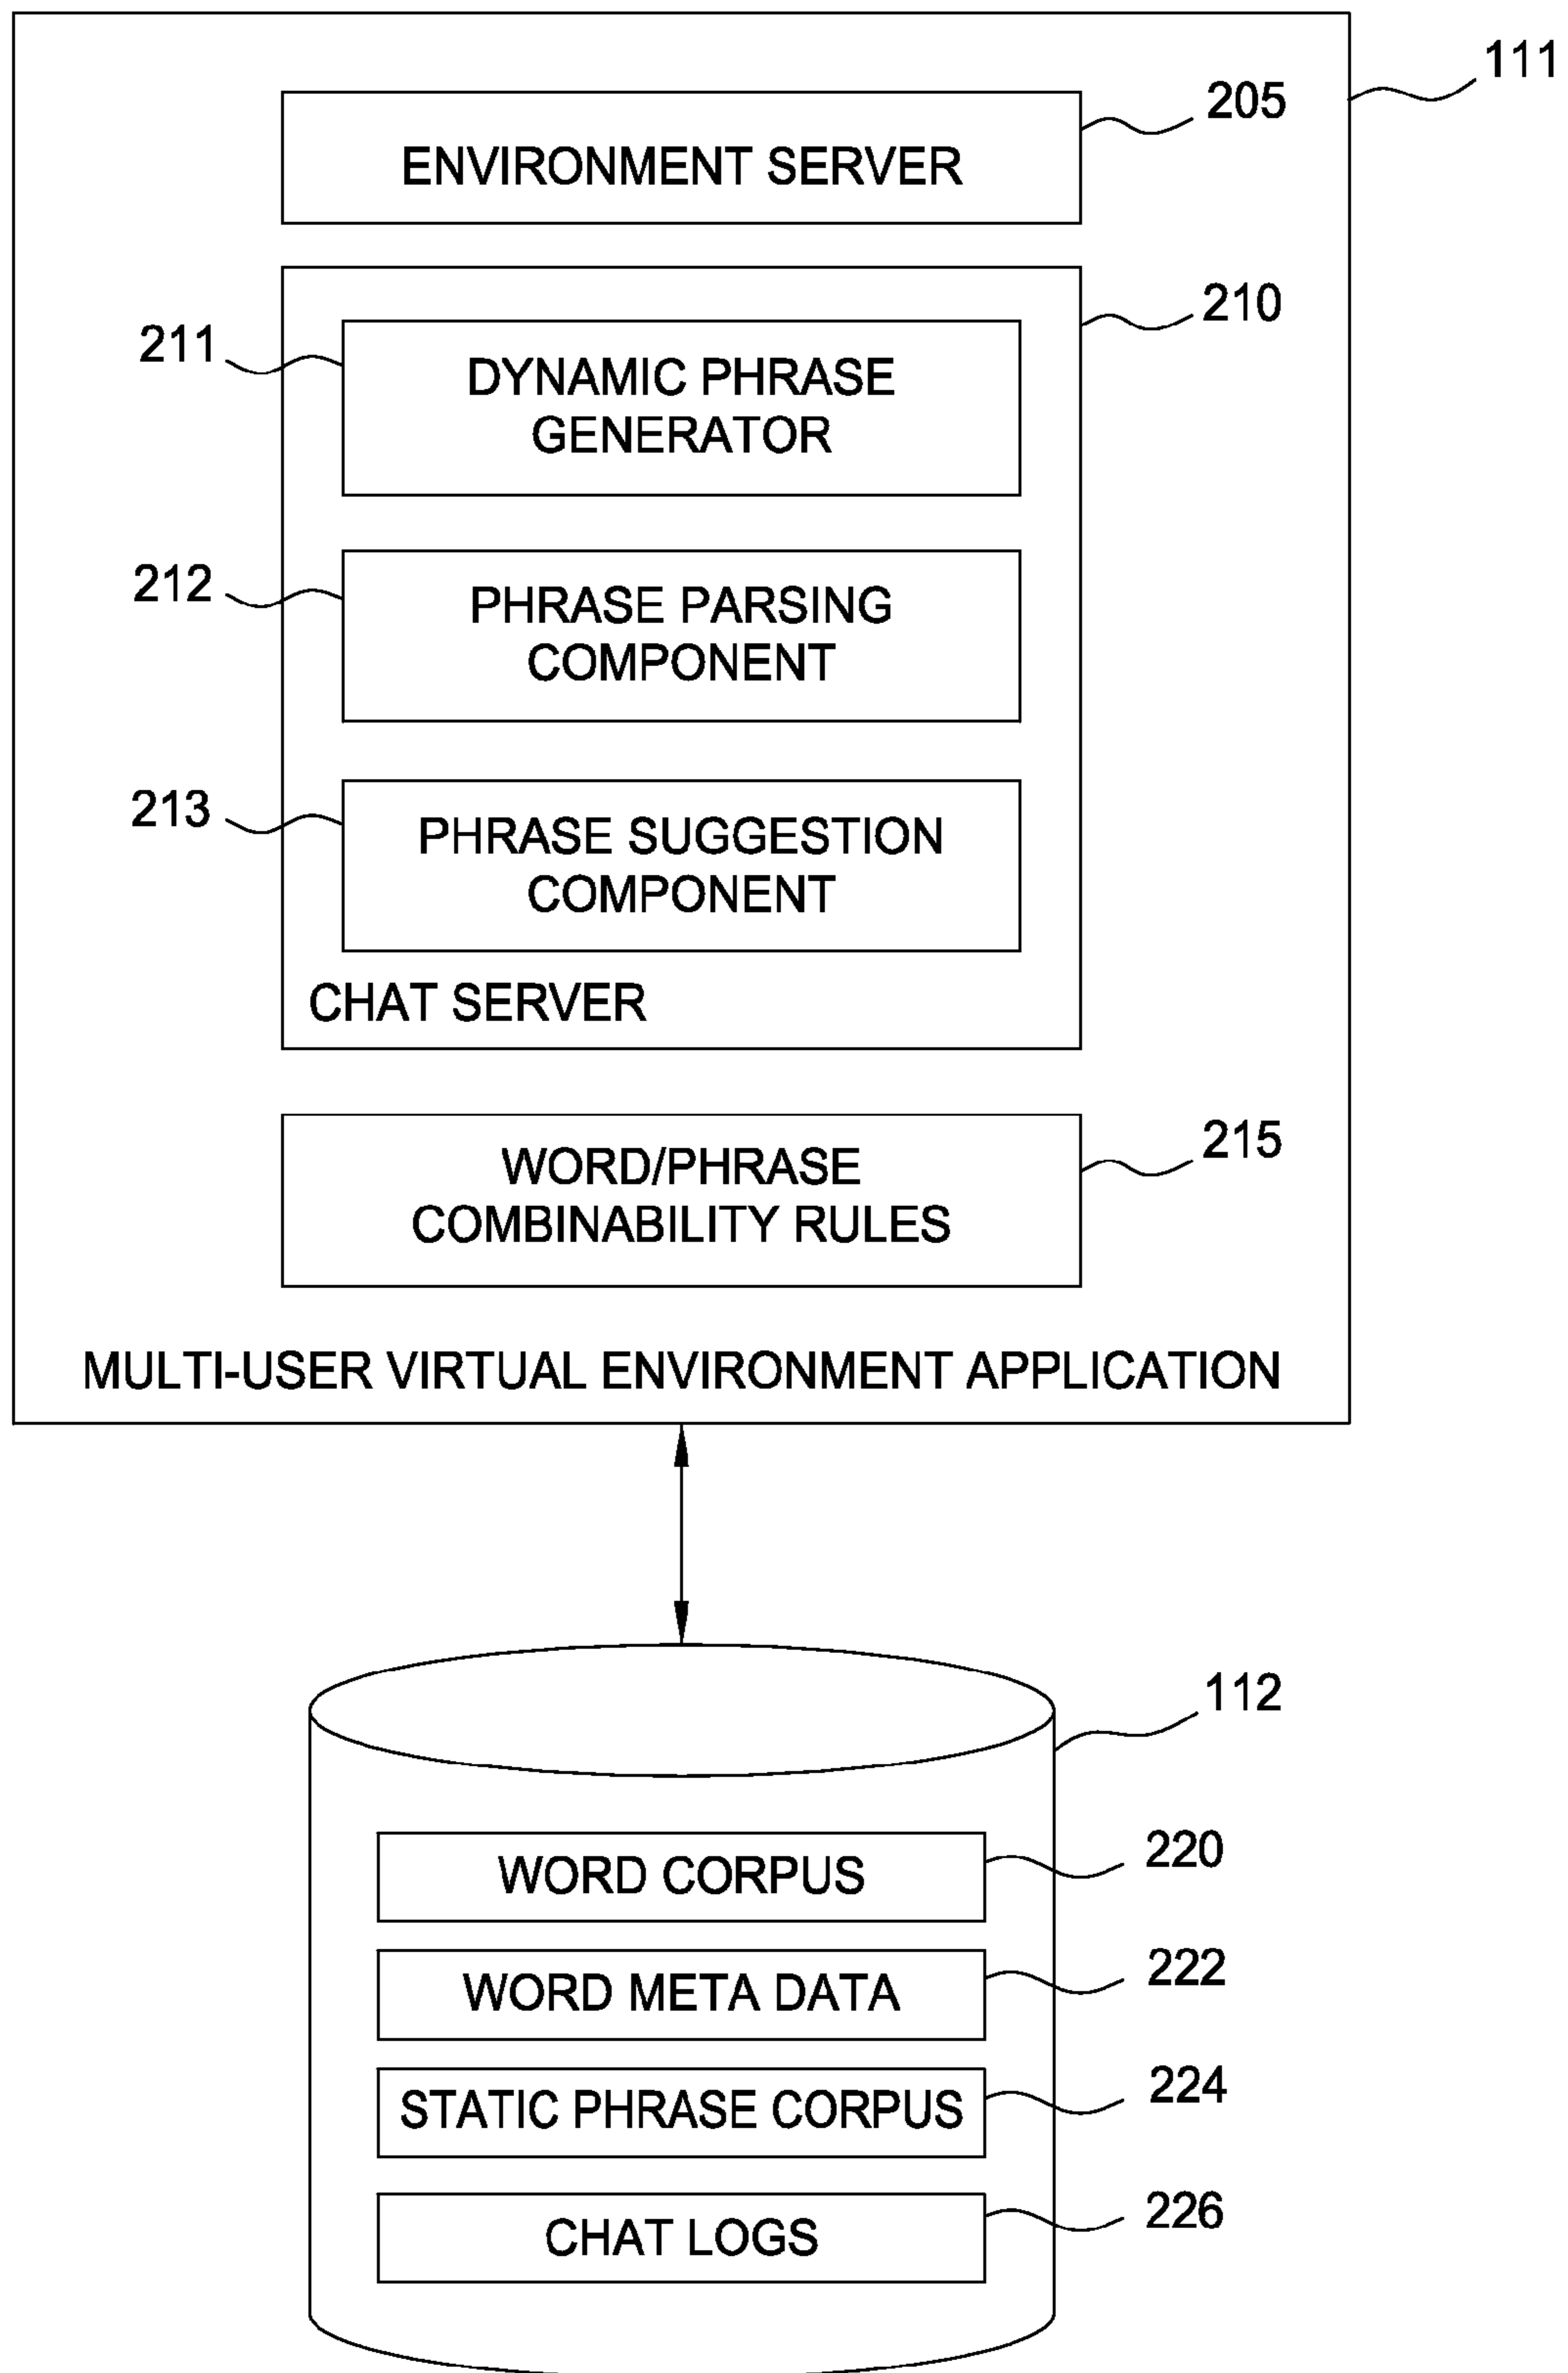 111
205
ENVIRONMENT SERVER
210
211
DYNAMIC PHRASE
GENERATOR
212
PHRASE PARSING
COMPONENT
213
PHRASE SUGGESTION
COMPONENT
CHAT SERVER
215
WORD/PHRASE
COMBINABILITY RULES
MULTI-USER VIRTUAL ENVIRONMENT APPLICATION
112
220
WORD CORPUS
222
WORD META DATA
224
STATIC PHRASE CORPUS
226
CHAT LOGS